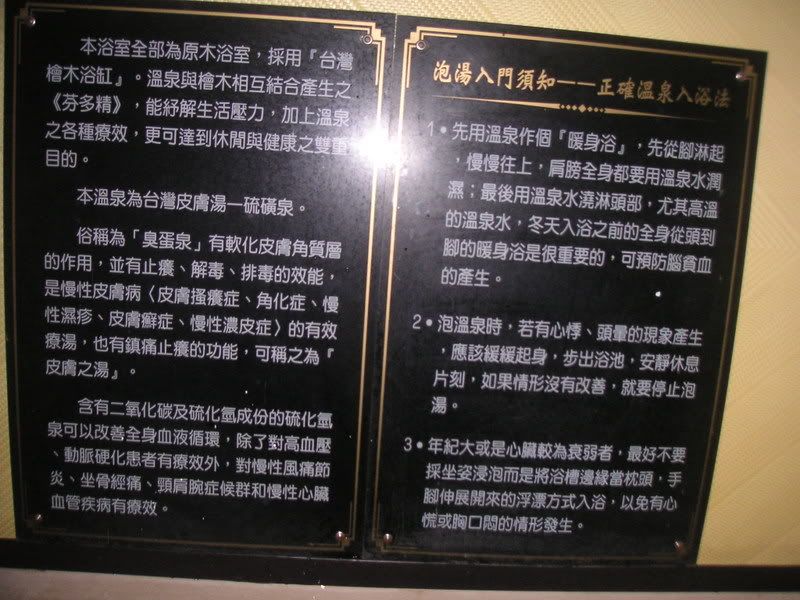 本浴室全部為原木浴室，採用『台灣
檜木浴缸』。溫泉與檜木相互結合產生之
《芬多精》，能紓解生活壓力，加上溫泉
之各種療效，更可達到休閒與健康之雙重
目的。
本溫泉為台灣皮膚湯—硫磺泉。
俗稱為「臭蛋泉」有軟化皮膚角質層
的作用，並有止癢、解毒、排毒的效能，
是慢性皮膚病〈皮膚搔癢症、角化症、慢
性濕疹、皮膚癬症、慢性濃皮症〉的有效
療湯，也有鎮痛止癢的功能，可稱之為『
皮膚之湯』。
含有二氧化碳及硫化氫成份的硫化氫
泉可以改善全身血液循環，除了對高血壓
、動脈硬化患者有療效外，對慢性風痛節
炎、坐骨經痛、頸肩腕症候群和慢性心臟
血管疾病有療效。
泡湯入門須知——正確溫泉入浴法
1•先用溫泉作個『暖身浴』，先從腳淋起
，慢慢往上，肩膀全身都要用溫泉水潤
濕；最後用溫泉水澆淋頭部，尤其高溫
的溫泉水，冬天入浴之前的全身從頭到
腳的暖身浴是很重要的，可預防腦貧血
的產生。
2•泡溫泉時，若有心悸、頭暈的現象產生
，應該緩緩起身，步出浴池，安靜休息
片刻，如果情形沒有改善，就要停止泡
湯。
3•年紀大或是心臟較為衰弱者，最好不要
採坐姿浸泡而是將浴槽邊緣當枕頭，手
腳伸展開來的浮漂方式入浴，以免有心
慌或胸口悶的情形發生。